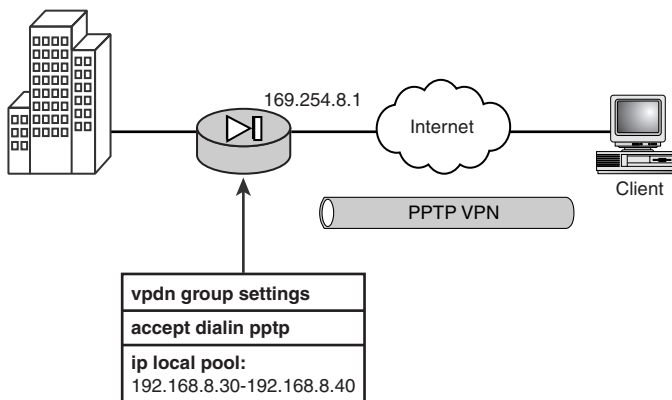 169.254.8.1
Internet
Client
PPTP VPN
vpdn group settings
accept dialin pptp
ip local pool:
192.168.8.30-192.168.8.40